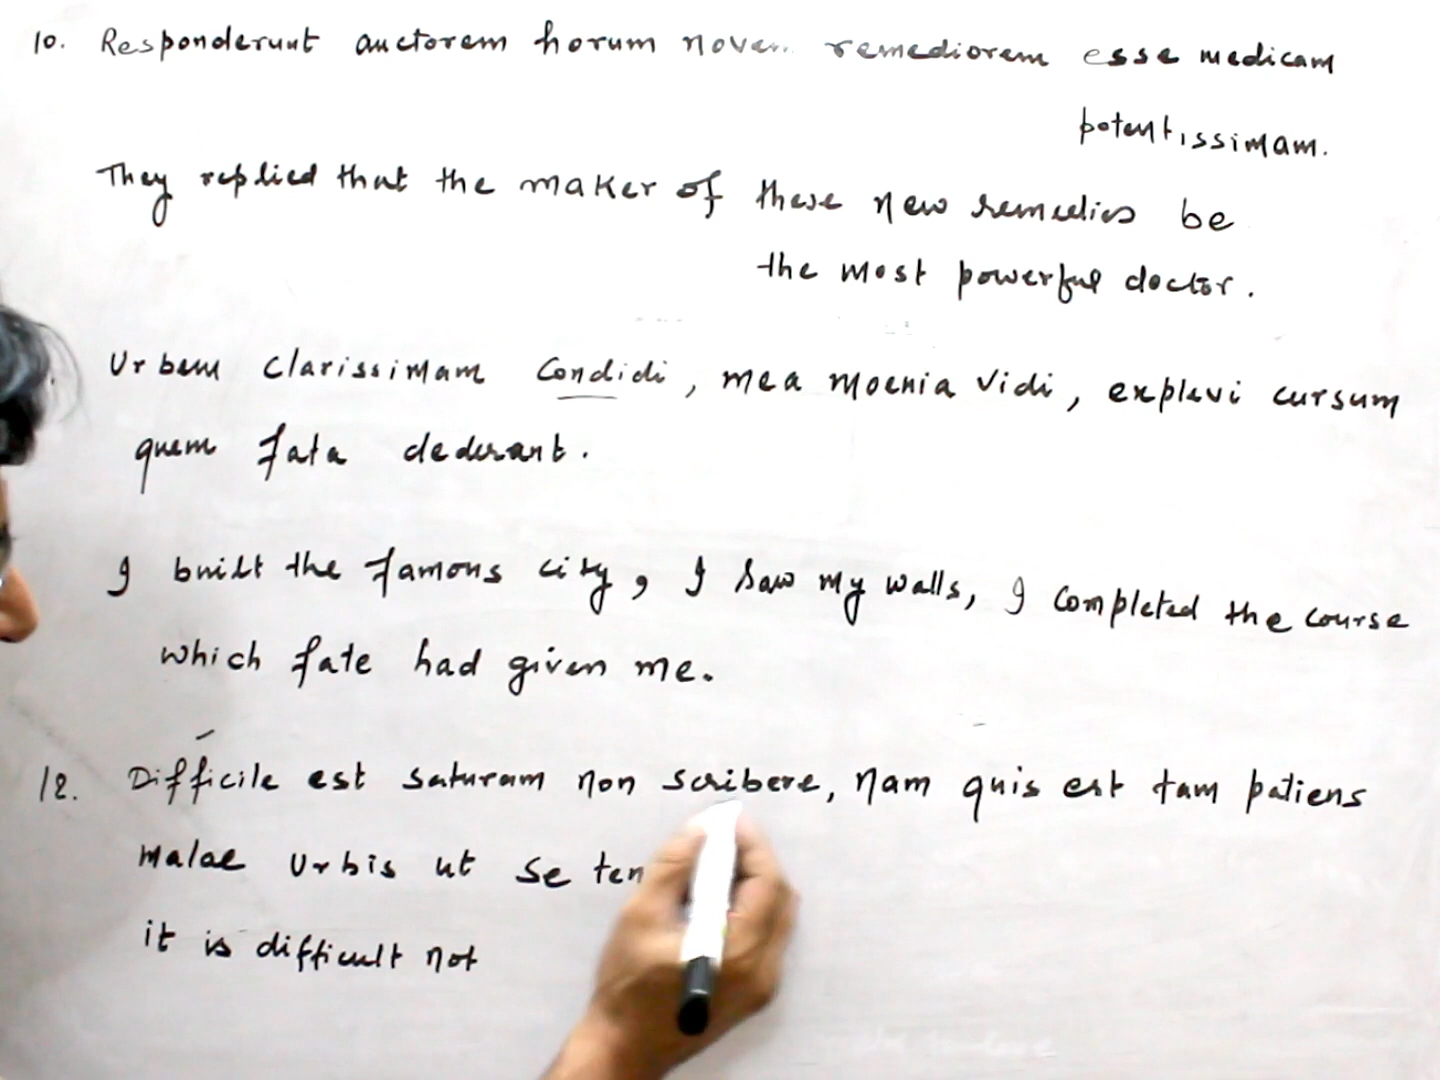 10. Responderunt auctorem horum novem remediorem esse medicam
potentissimam.
They replied that the maker of these new remedies be
the most powerful doctor.
Urbem clarissimam condidi, mea moenia vidi, explevi cursum
quem fata dederant.
I built the famous city, I saw my walls, I completed the course
which fate had given me.
12. Difficile est saturam non scribere, nam quis est tam patiens
malae urbis ut se ten
it is difficult not